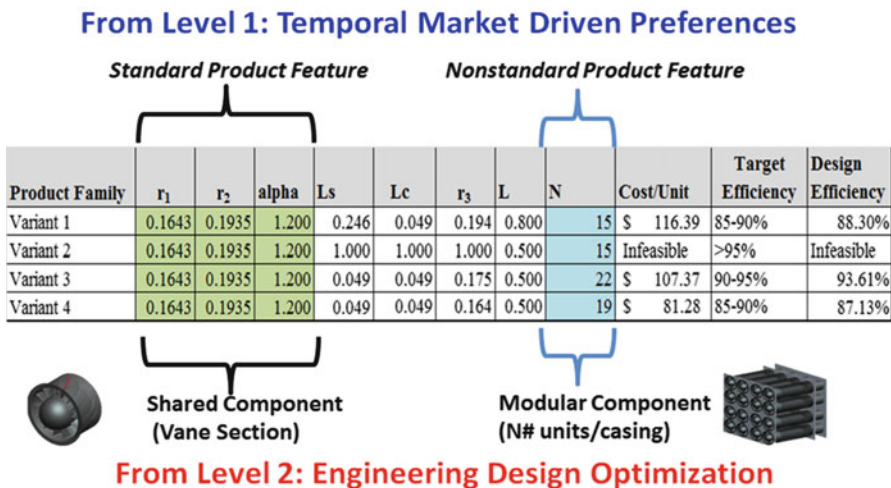 From Level 1: Temporal Market Driven Preferences
Standard Product Feature Nonstandard Product Feature
Product Family r₁ r₂ alpha Ls Lc r₃ L N Cost/Unit Target Efficiency Design Efficiency
Variant 1 0.1643 0.1935 1.200 0.246 0.049 0.194 0.800 15 $ 116.39 85-90% 88.30%
Variant 2 0.1643 0.1935 1.200 1.000 1.000 1.000 0.500 15 Infeasible >95% Infeasible
Variant 3 0.1643 0.1935 1.200 0.049 0.049 0.175 0.500 22 $ 107.37 90-95% 93.61%
Variant 4 0.1643 0.1935 1.200 0.049 0.049 0.164 0.500 19 $ 81.28 85-90% 87.13%
Shared Component
(Vane Section)
Modular Component
(N# units/casing)
From Level 2: Engineering Design Optimization